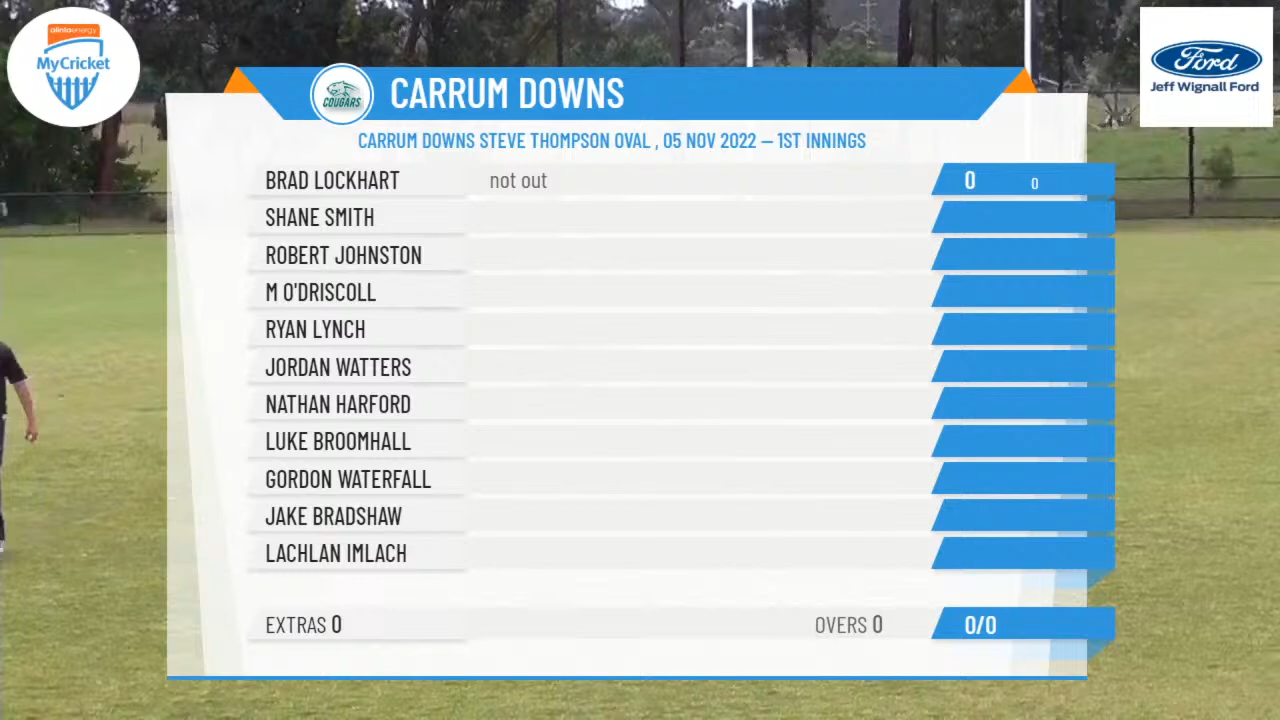 alintaenergy
MyCricket
Ford
Jeff Wignall Ford
COUGARS
CARRUM DOWNS
CARRUM DOWNS STEVE THOMPSON OVAL , 05 NOV 2022 – 1ST INNINGS
BRAD LOCKHART not out 0 0
SHANE SMITH
ROBERT JOHNSTON
M O'DRISCOLL
RYAN LYNCH
JORDAN WATTERS
NATHAN HARFORD
LUKE BROOMHALL
GORDON WATERFALL
JAKE BRADSHAW
LACHLAN IMLACH
EXTRAS 0 OVERS 0 0/0